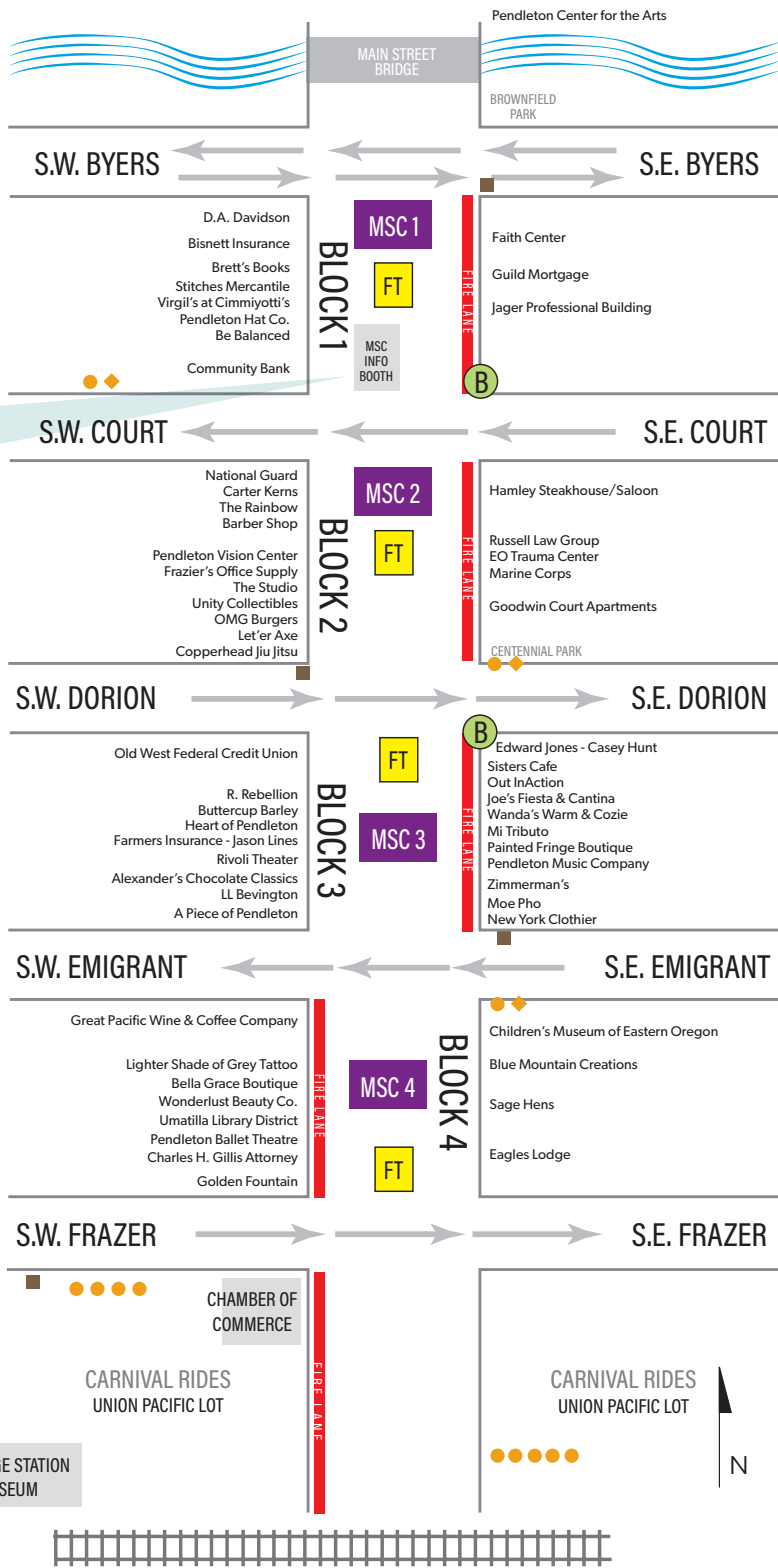 Pendleton Center for the Arts
MAIN STREET
BRIDGE
BROWNFIELD
PARK
S.W. BYERS
S.E. BYERS
D.A. Davidson
Bisnett Insurance
Brett's Books
Stitches Mercantile
Virgil's at Cimmiyotti's
Pendleton Hat Co.
Be Balanced
Community Bank
BLOCK 1
MSC 1
FT
MSC
INFO
BOOTH
FIRE LANE
B
Faith Center
Guild Mortgage
Jager Professional Building
S.W. COURT
S.E. COURT
National Guard
Carter Kerns
The Rainbow
Barber Shop
Pendleton Vision Center
Frazier's Office Supply
The Studio
Unity Collectibles
OMG Burgers
Let'er Axe
Copperhead Jiu Jitsu
BLOCK 2
MSC 2
FT
FIRE LANE
Hamley Steakhouse/Saloon
Russell Law Group
EO Trauma Center
Marine Corps
Goodwin Court Apartments
CENTENNIAL PARK
S.W. DORION
S.E. DORION
Old West Federal Credit Union
R. Rebellion
Buttercup Barley
Heart of Pendleton
Farmers Insurance - Jason Lines
Rivoli Theater
Alexander's Chocolate Classics
LL Bevington
A Piece of Pendleton
BLOCK 3
FT
MSC 3
FIRE LANE
B
Edward Jones - Casey Hunt
Sisters Cafe
Out InAction
Joe's Fiesta & Cantina
Wanda's Warm & Cozie
Mi Tributo
Painted Fringe Boutique
Pendleton Music Company
Zimmerman's
Moe Pho
New York Clothier
S.W. EMIGRANT
S.E. EMIGRANT
Great Pacific Wine & Coffee Company
Lighter Shade of Grey Tattoo
Bella Grace Boutique
Wonderlust Beauty Co.
Umatilla Library District
Pendleton Ballet Theatre
Charles H. Gillis Attorney
Golden Fountain
FIRE LANE
MSC 4
FT
BLOCK 4
Children's Museum of Eastern Oregon
Blue Mountain Creations
Sage Hens
Eagles Lodge
S.W. FRAZER
S.E. FRAZER
CHAMBER OF
COMMERCE
FIRE LANE
CARNIVAL RIDES
UNION PACIFIC LOT
CARNIVAL RIDES
UNION PACIFIC LOT
N
GE STATION
SEUM